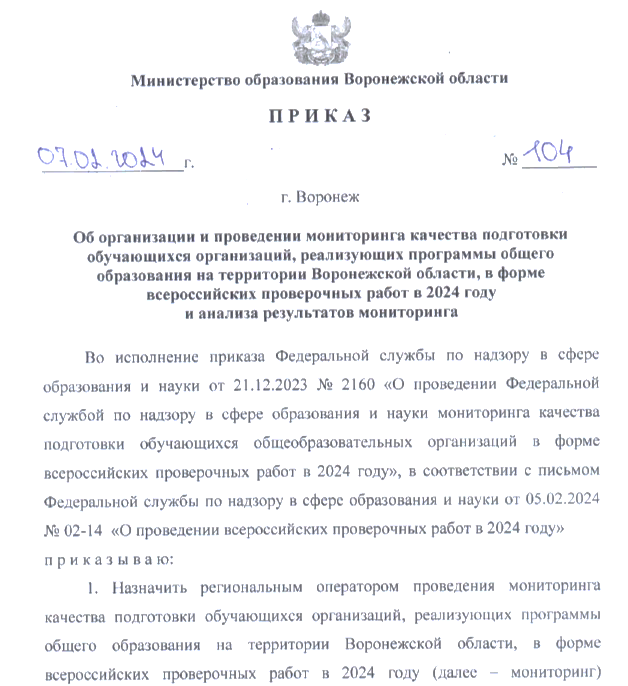 Министерство образования Воронежской области
П Р И К А З
07.02.2024 г.
№ 104
г. Воронеж
Об организации и проведении мониторинга качества подготовки
обучающихся организаций, реализующих программы общего
образования на территории Воронежской области, в форме
всероссийских проверочных работ в 2024 году
и анализа результатов мониторинга
Во исполнение приказа Федеральной службы по надзору в сфере
образования и науки от 21.12.2023 № 2160 «О проведении Федеральной
службой по надзору в сфере образования и науки мониторинга качества
подготовки обучающихся общеобразовательных организаций в форме
всероссийских проверочных работ в 2024 году», в соответствии с письмом
Федеральной службы по надзору в сфере образования и науки от 05.02.2024
№ 02-14 «О проведении всероссийских проверочных работ в 2024 году»
п р и к а з ы в а ю:
1. Назначить региональным оператором проведения мониторинга
качества подготовки обучающихся организаций, реализующих программы
общего образования на территории Воронежской области, в форме
всероссийских проверочных работ в 2024 году (далее – мониторинг)